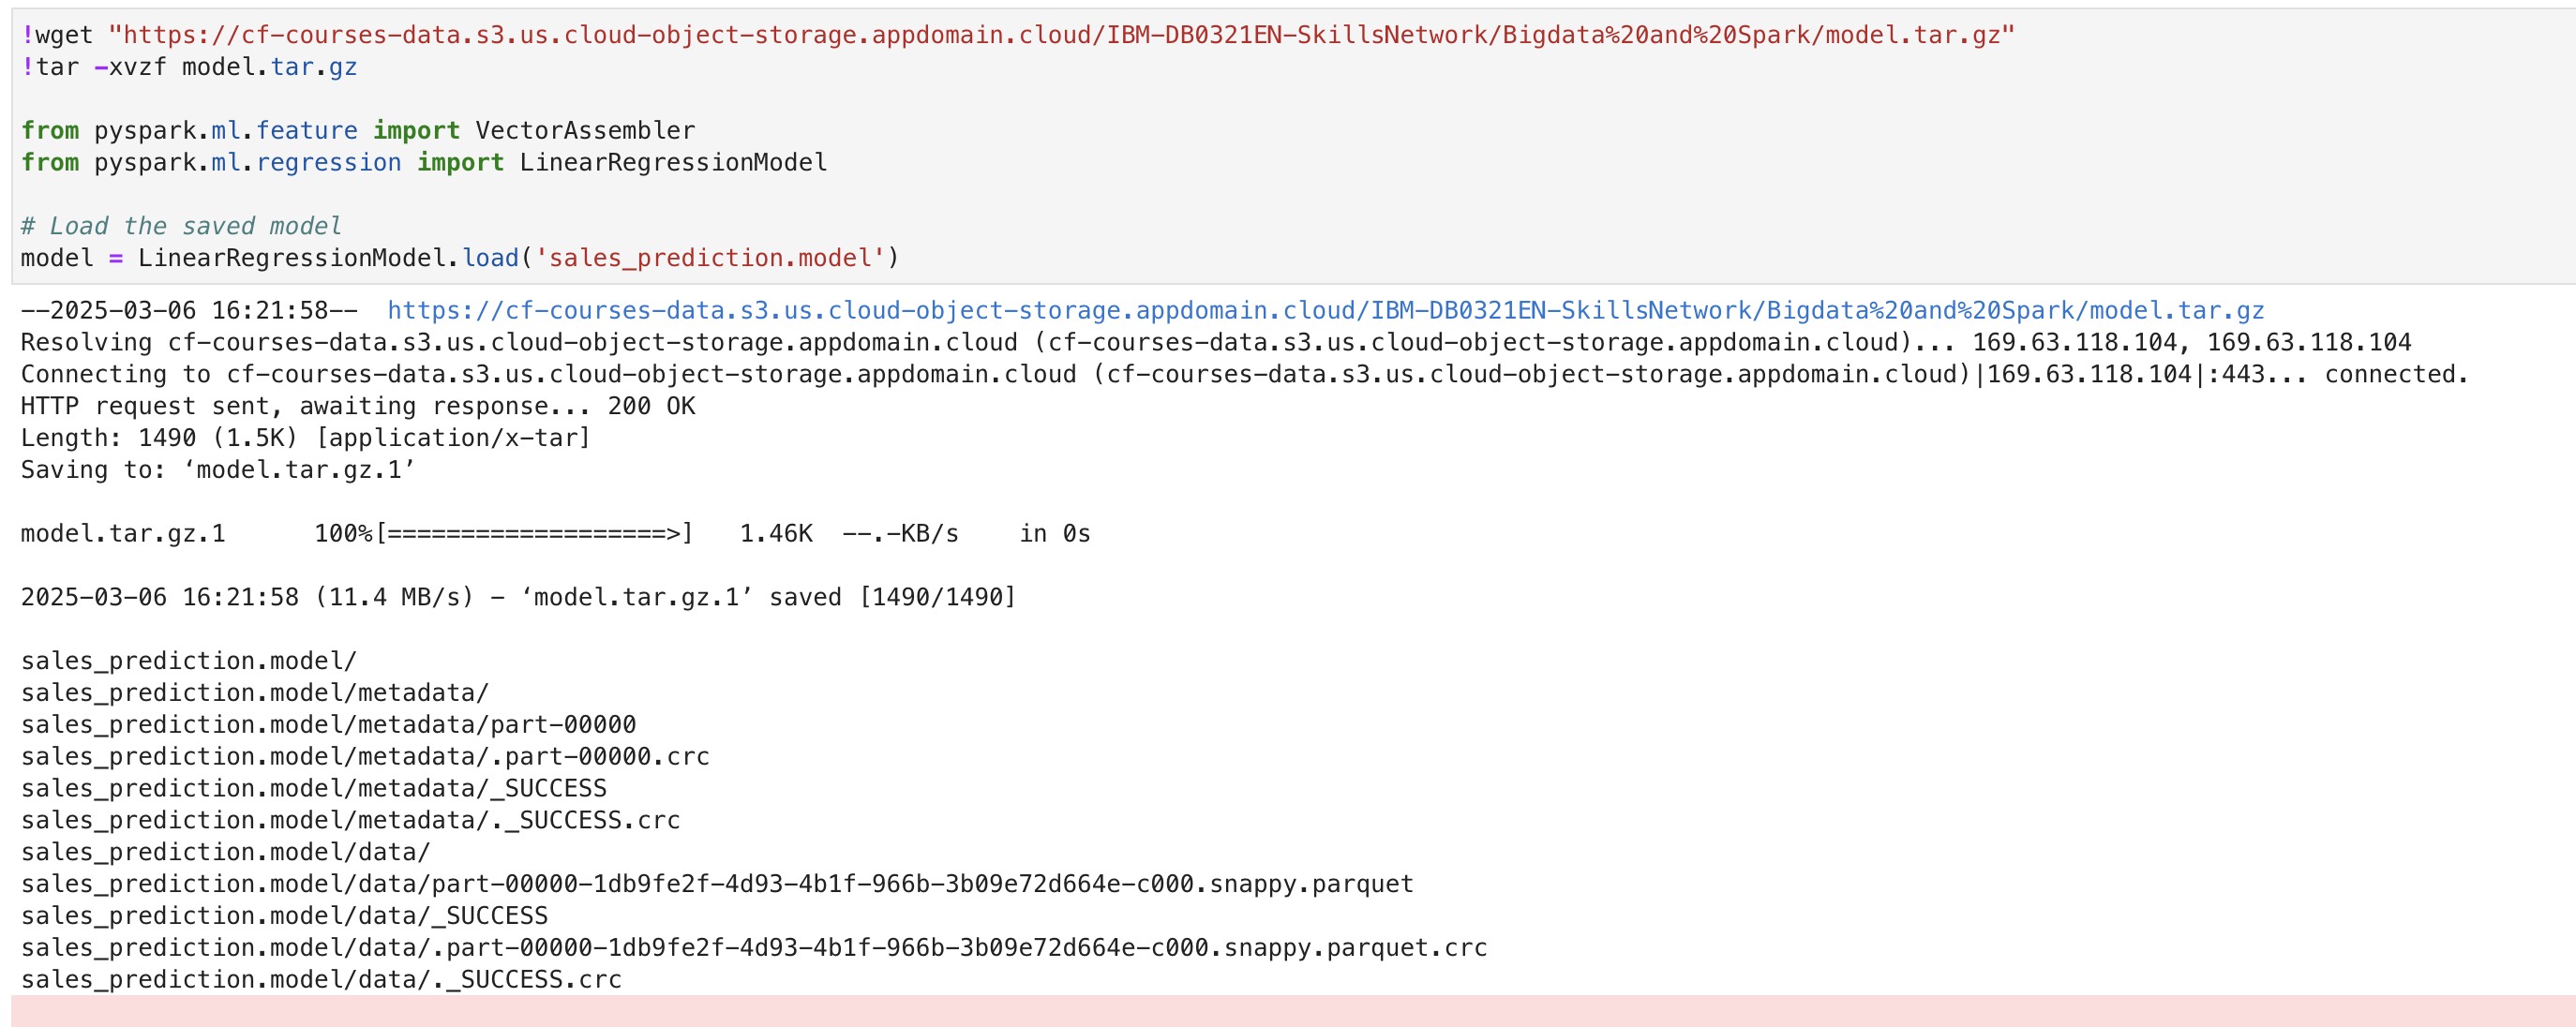 !wget "https://cf-courses-data.s3.us.cloud-object-storage.appdomain.cloud/IBM-DB0321EN-SkillsNetwork/Bigdata%20and%20Spark/model.tar.gz"
!tar -xvzf model.tar.gz
from pyspark.ml.feature import VectorAssembler
from pyspark.ml.regression import LinearRegressionModel
# Load the saved model
model = LinearRegressionModel.load('sales_prediction.model')
--2025-03-06 16:21:58--  https://cf-courses-data.s3.us.cloud-object-storage.appdomain.cloud/IBM-DB0321EN-SkillsNetwork/Bigdata%20and%20Spark/model.tar.gz
Resolving cf-courses-data.s3.us.cloud-object-storage.appdomain.cloud (cf-courses-data.s3.us.cloud-object-storage.appdomain.cloud)... 169.63.118.104, 169.63.118.104
Connecting to cf-courses-data.s3.us.cloud-object-storage.appdomain.cloud (cf-courses-data.s3.us.cloud-object-storage.appdomain.cloud)|169.63.118.104|:443... connected.
HTTP request sent, awaiting response... 200 OK
Length: 1490 (1.5K) [application/x-tar]
Saving to: ‘model.tar.gz.1’
model.tar.gz.1      100%[===================>]   1.46K  --.-KB/s    in 0s
2025-03-06 16:21:58 (11.4 MB/s) - ‘model.tar.gz.1’ saved [1490/1490]
sales_prediction.model/
sales_prediction.model/metadata/
sales_prediction.model/metadata/part-00000
sales_prediction.model/metadata/.part-00000.crc
sales_prediction.model/metadata/_SUCCESS
sales_prediction.model/metadata/._SUCCESS.crc
sales_prediction.model/data/
sales_prediction.model/data/part-00000-1db9fe2f-4d93-4b1f-966b-3b09e72d664e-c000.snappy.parquet
sales_prediction.model/data/_SUCCESS
sales_prediction.model/data/.part-00000-1db9fe2f-4d93-4b1f-966b-3b09e72d664e-c000.snappy.parquet.crc
sales_prediction.model/data/._SUCCESS.crc